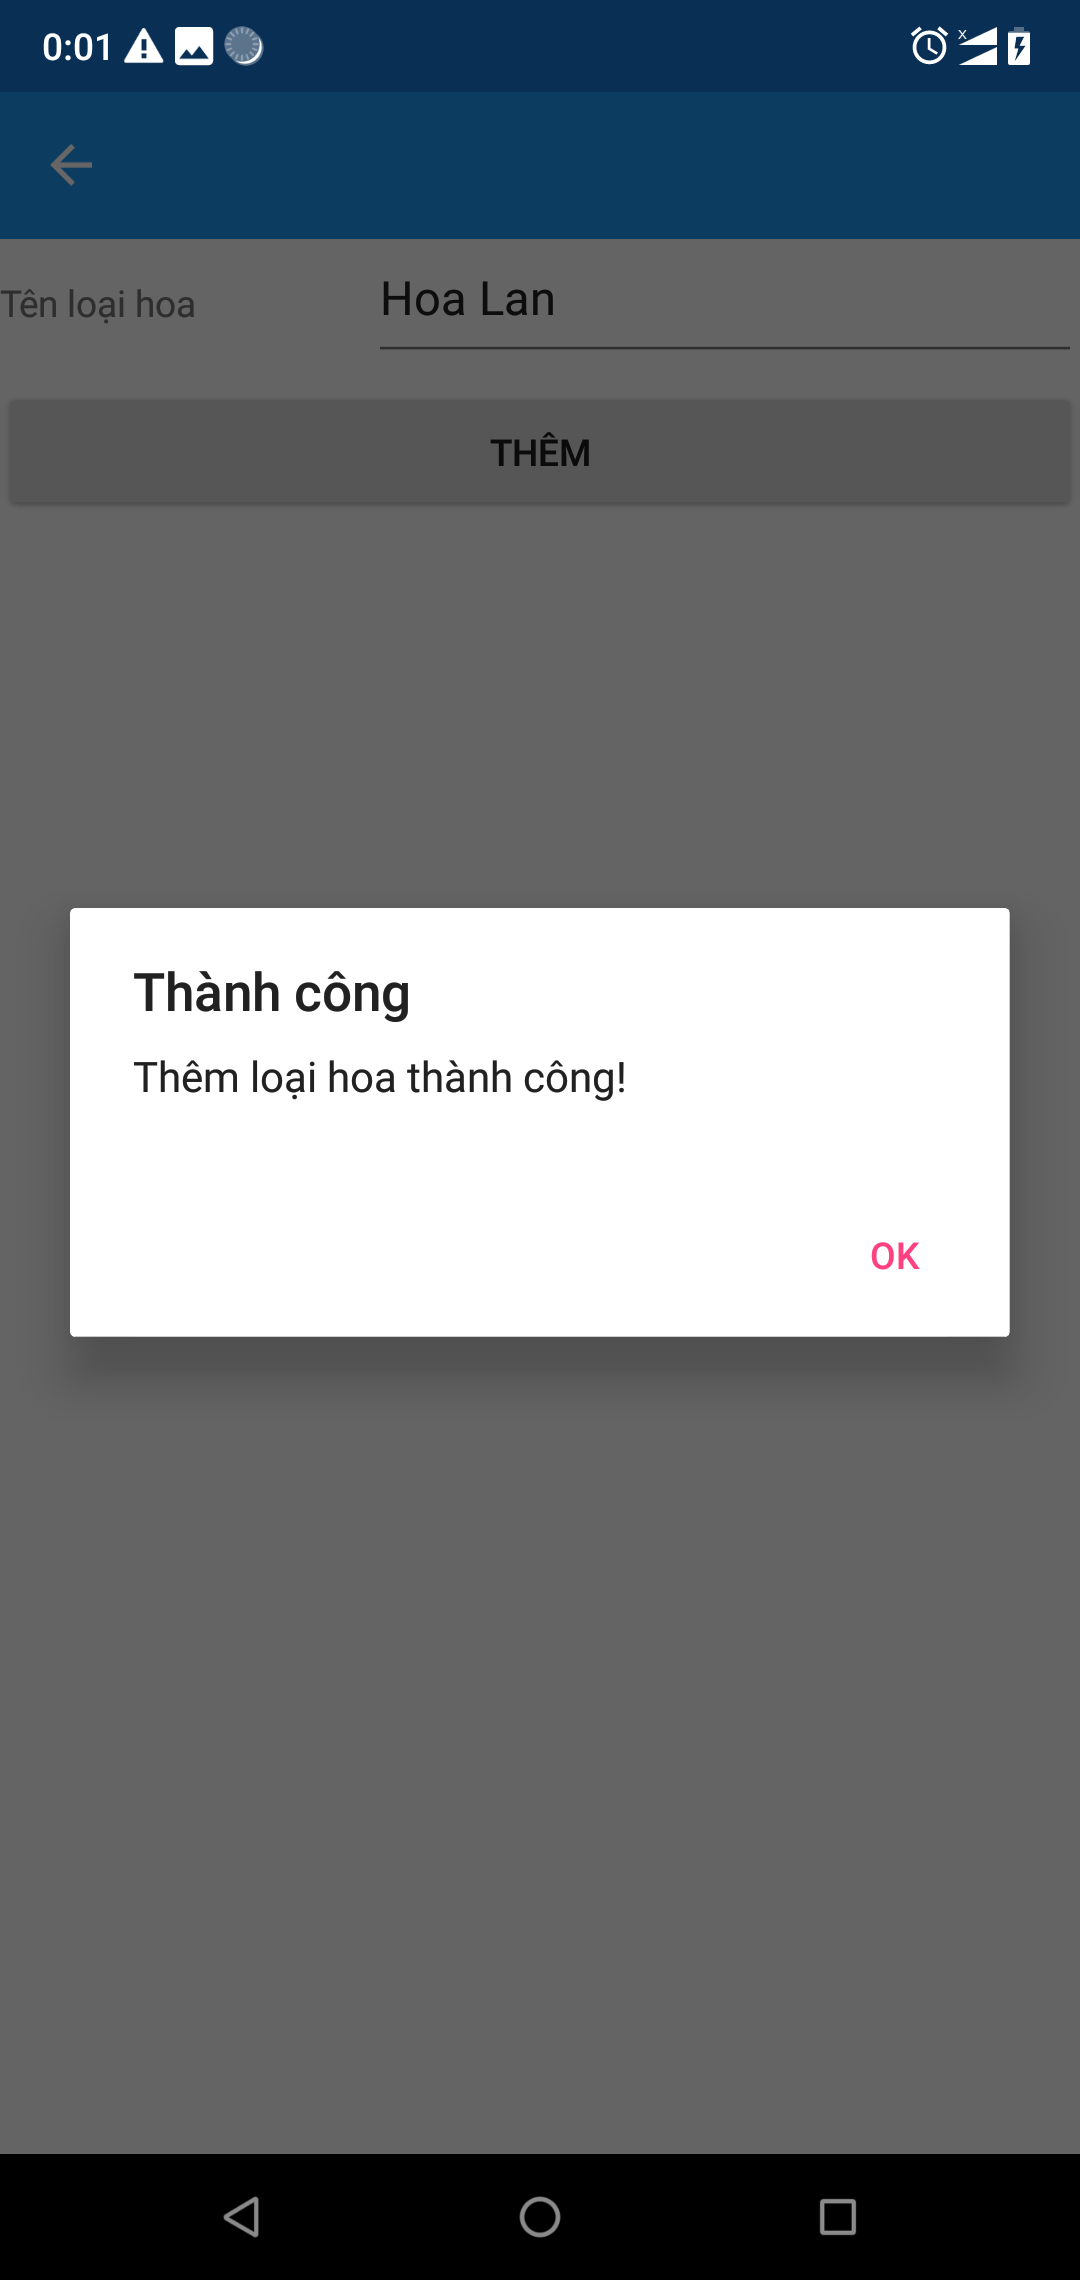 0:01
Tên loại hoa
Hoa Lan
THÊM
Thành công
Thêm loại hoa thành công!
OK